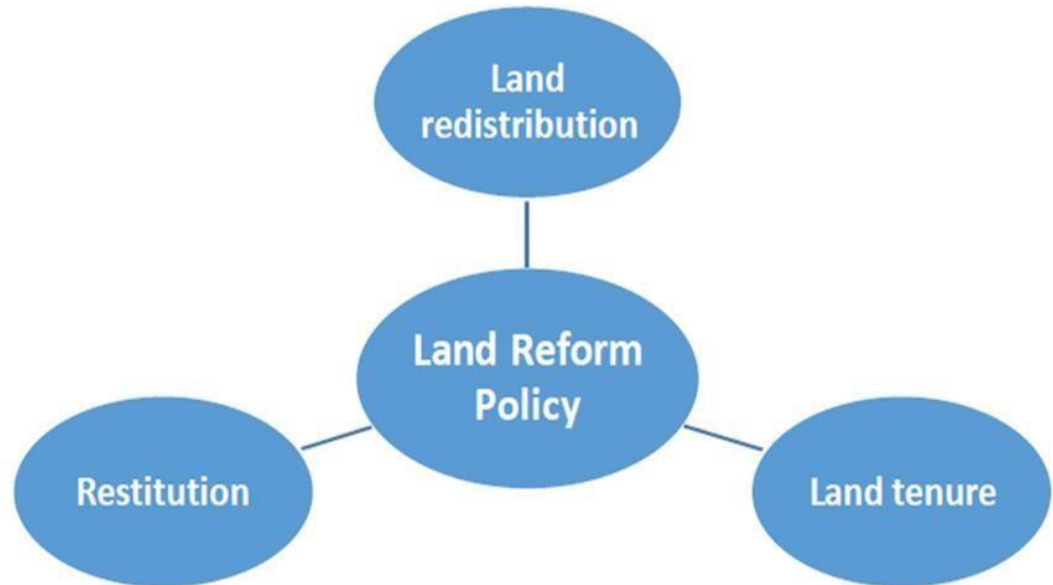 Land
redistribution
Land Reform
Policy
Restitution
Land tenure